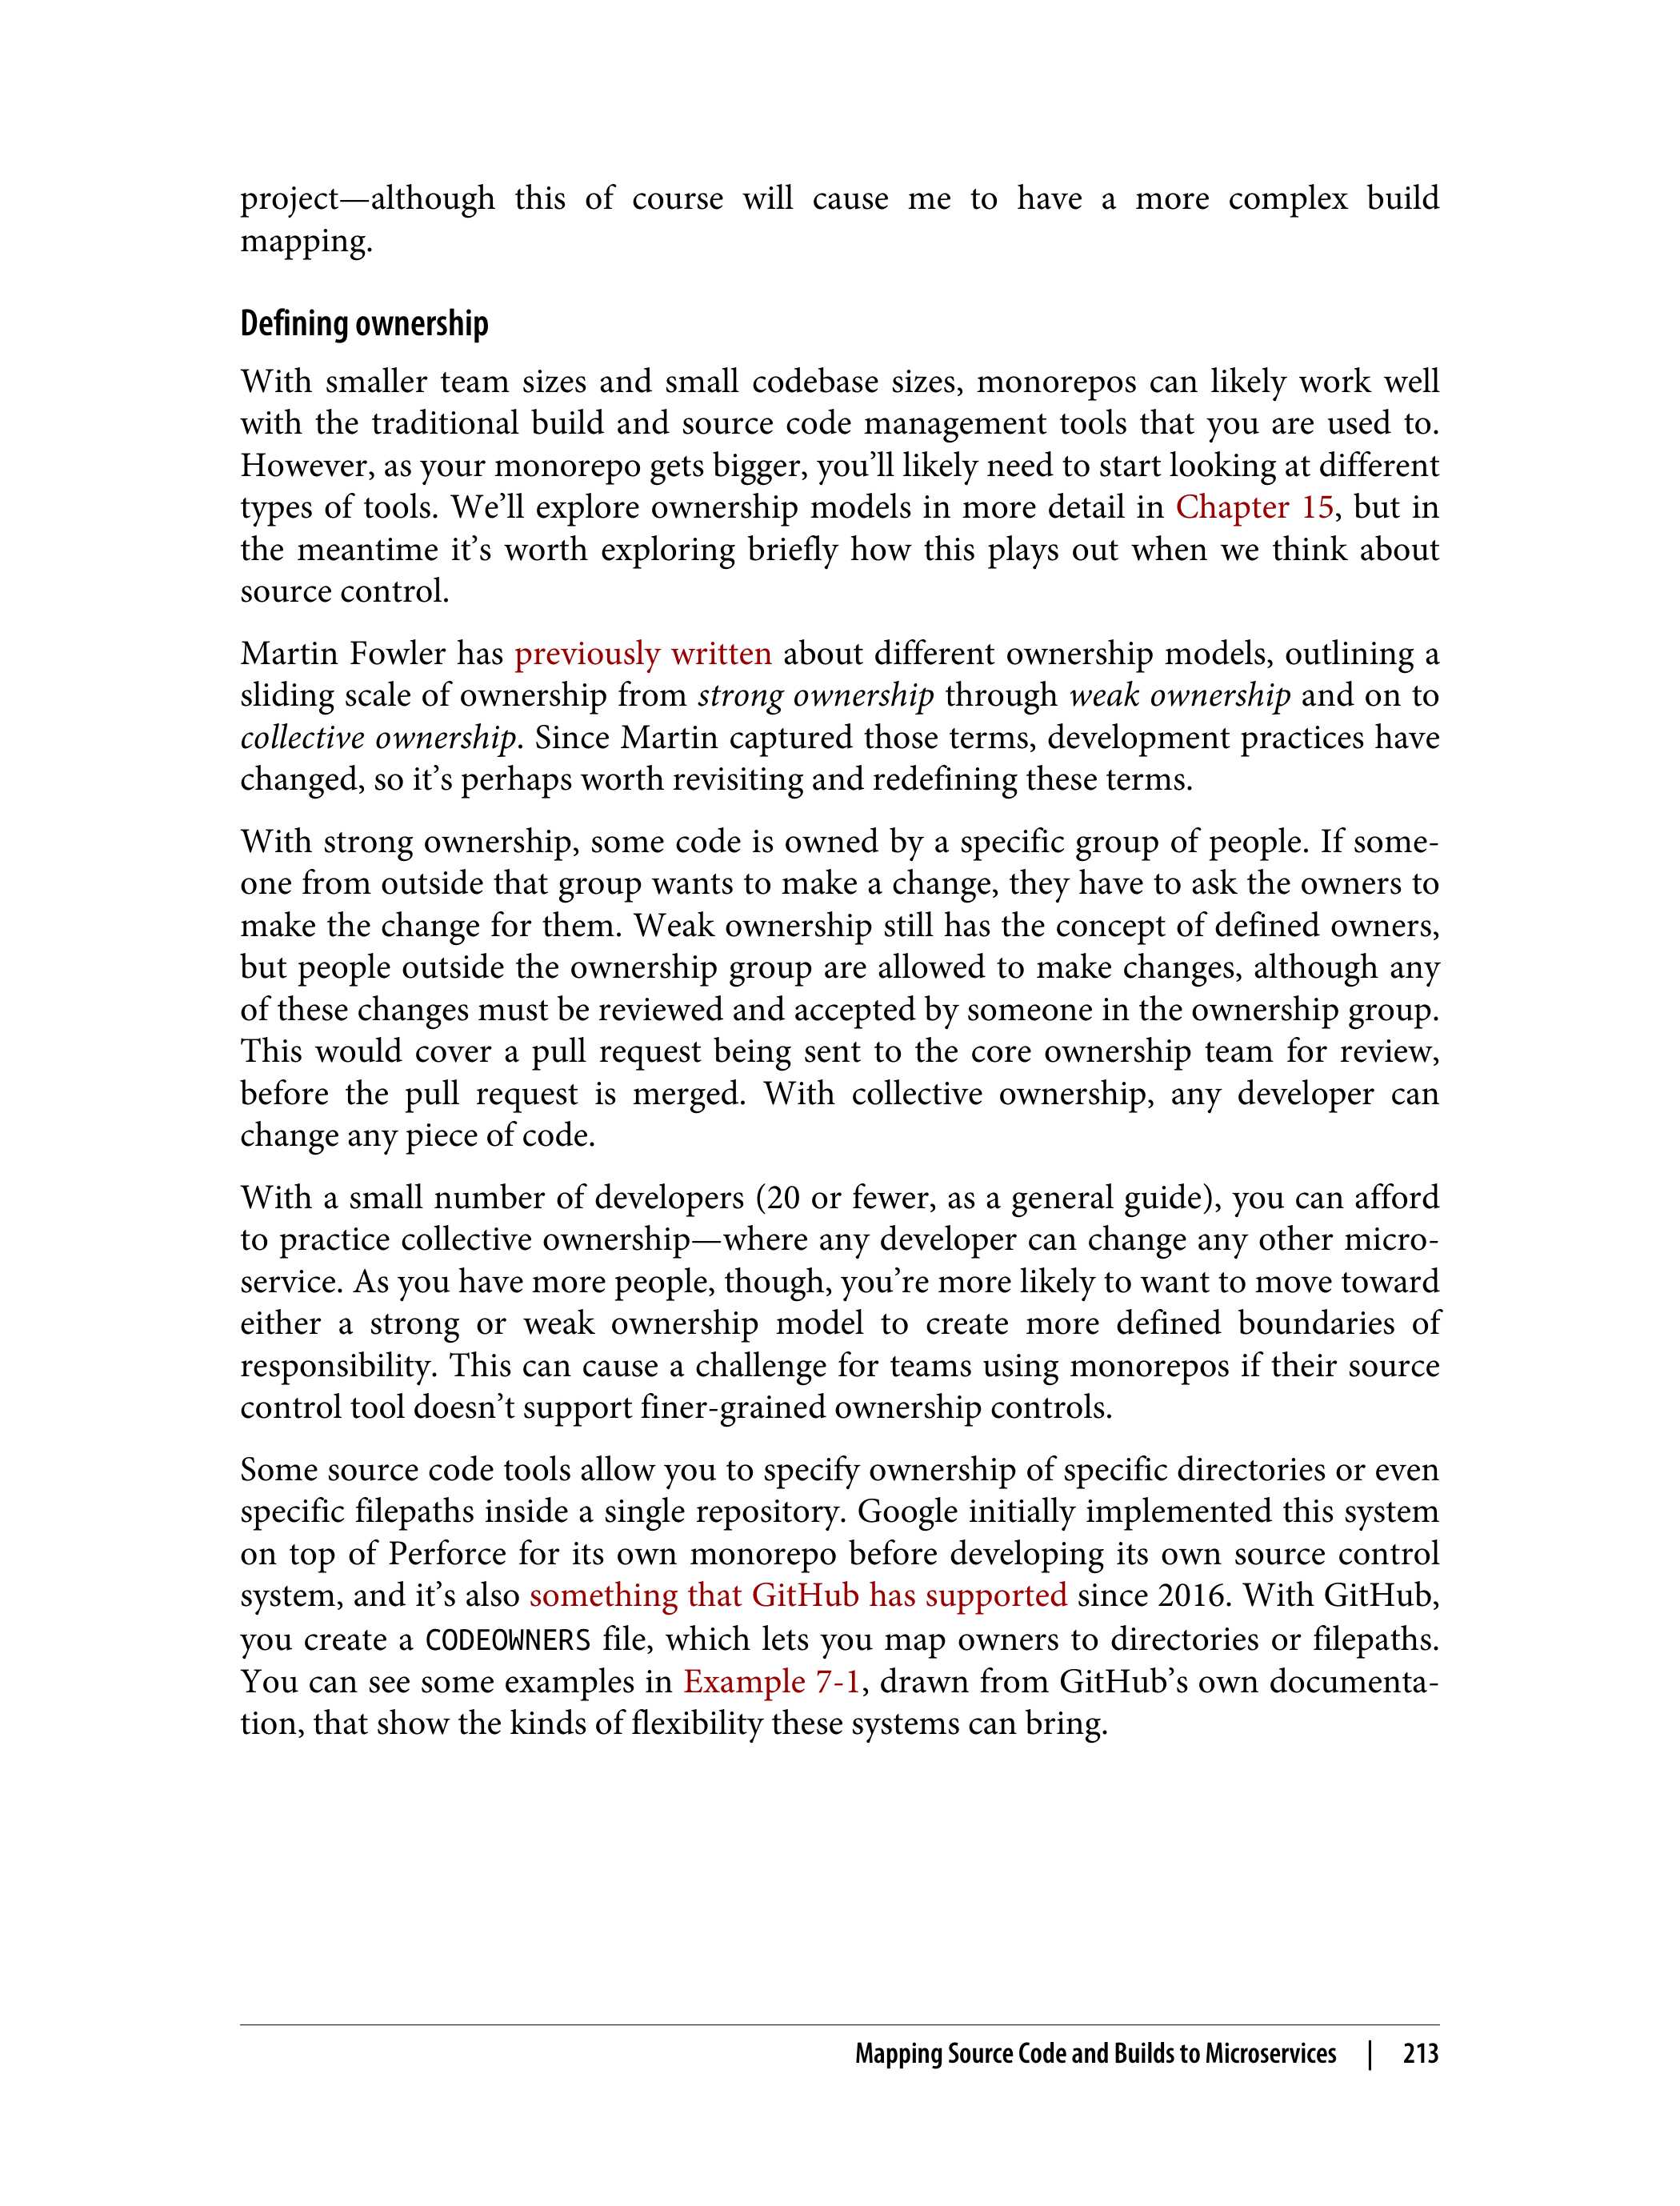 project—although this of course will cause me to have a more complex build
mapping.
Defining ownership
With smaller team sizes and small codebase sizes, monorepos can likely work well
with the traditional build and source code management tools that you are used to.
However, as your monorepo gets bigger, you’ll likely need to start looking at different
types of tools. We’ll explore ownership models in more detail in Chapter 15, but in
the meantime it’s worth exploring briefly how this plays out when we think about
source control.
Martin Fowler has previously written about different ownership models, outlining a
sliding scale of ownership from strong ownership through weak ownership and on to
collective ownership. Since Martin captured those terms, development practices have
changed, so it’s perhaps worth revisiting and redefining these terms.
With strong ownership, some code is owned by a specific group of people. If some-
one from outside that group wants to make a change, they have to ask the owners to
make the change for them. Weak ownership still has the concept of defined owners,
but people outside the ownership group are allowed to make changes, although any
of these changes must be reviewed and accepted by someone in the ownership group.
This would cover a pull request being sent to the core ownership team for review,
before the pull request is merged. With collective ownership, any developer can
change any piece of code.
With a small number of developers (20 or fewer, as a general guide), you can afford
to practice collective ownership—where any developer can change any other micro-
service. As you have more people, though, you’re more likely to want to move toward
either a strong or weak ownership model to create more defined boundaries of
responsibility. This can cause a challenge for teams using monorepos if their source
control tool doesn’t support finer-grained ownership controls.
Some source code tools allow you to specify ownership of specific directories or even
specific filepaths inside a single repository. Google initially implemented this system
on top of Perforce for its own monorepo before developing its own source control
system, and it’s also something that GitHub has supported since 2016. With GitHub,
you create a CODEOWNERS file, which lets you map owners to directories or filepaths.
You can see some examples in Example 7-1, drawn from GitHub’s own documenta-
tion, that show the kinds of flexibility these systems can bring.
Mapping Source Code and Builds to Microservices | 213